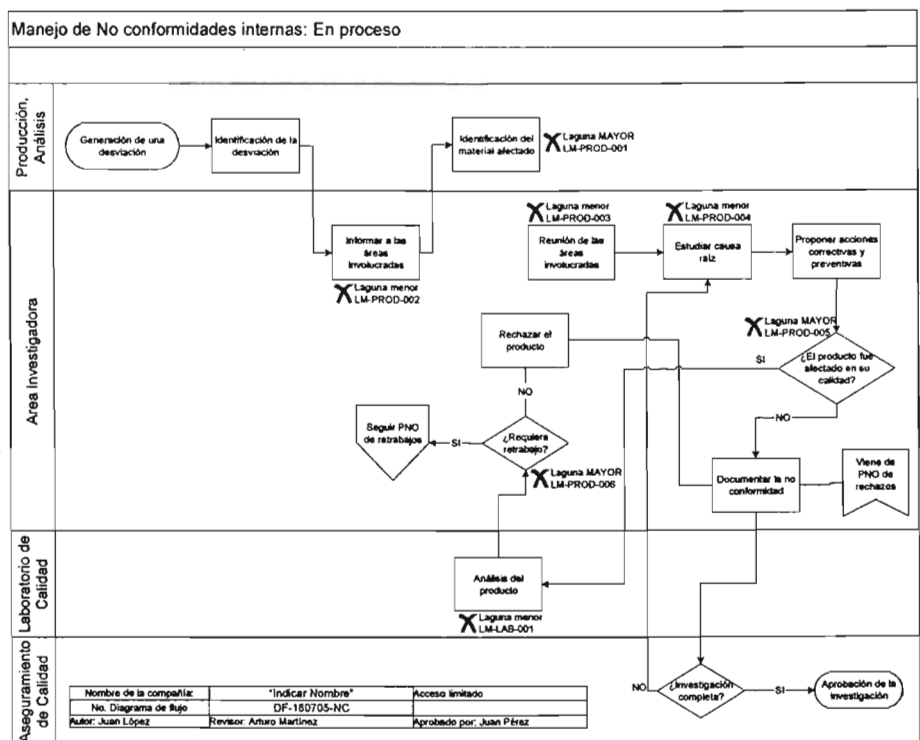 Manejo de No conformidades internas: En proceso
Producción,
Análisis
Generación de una
desviación
Identificación de la
desviación
Identificación del
material afectado
Laguna MAYOR
LM-PROD-001
Area Investigadora
Informar a las
áreas
involucradas
Laguna menor
LM-PROD-002
Laguna menor
LM-PROD-003
Reunión de las
áreas
involucradas
Laguna menor
LM-PROD-004
Estudiar causa
raíz
Proponer acciones
correctivas y
preventivas
Laguna MAYOR
LM-PROD-005
¿El producto fue
afectado en su
calidad?
SI
NO
Rechazar el
producto
NO
¿Requiere
retrabajo?
SI
Seguir PNO
de retrabajos
Laguna MAYOR
LM-PROD-006
Documentar la no
conformidad
Viene de
PNO de
rechazos
Laboratorio de
Calidad
Análisis del
producto
Laguna menor
LM-LAB-001
Aseguramiento
de Calidad
NO
¿Investigación
completa?
SI
Aprobación de la
investigación
Nombre de la compañía: "Indicar Nombre" Acceso limitado
No. Diagrama de flujo DF-180705-NC
Autor: Juan López Revisor: Arturo Martinez Aprobado por: Juan Pérez